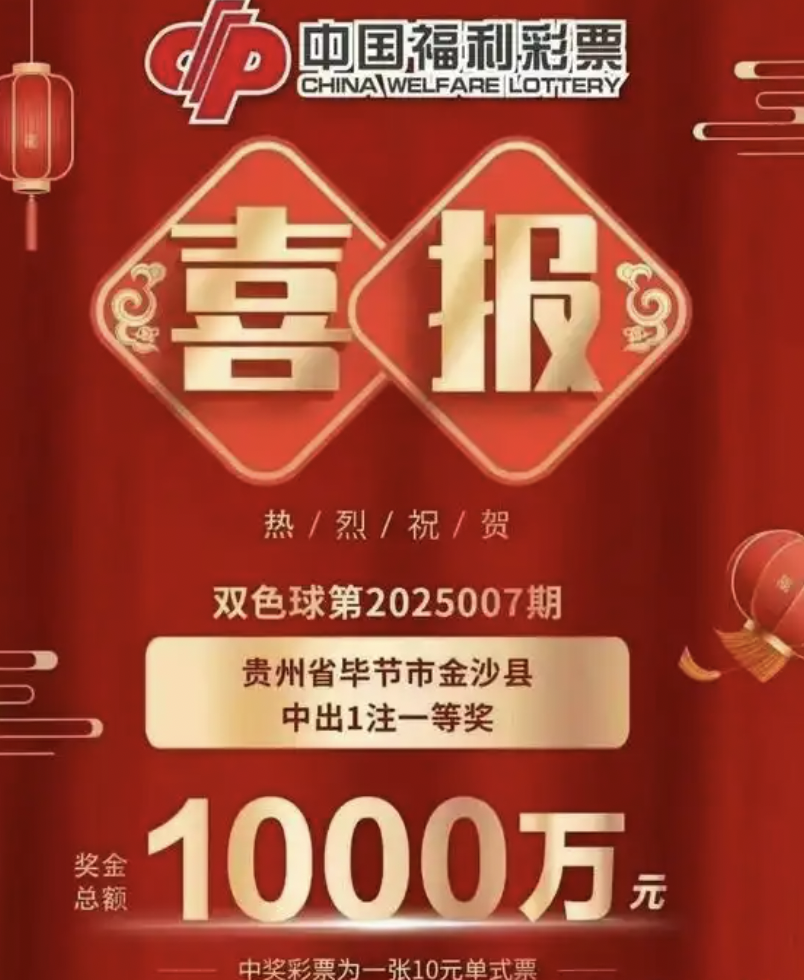 中国福利彩票
CHINA WELFARE LOTTERY
喜报
热/烈/祝/贺
双色球第2025007期
贵州省毕节市金沙县
中出1注一等奖
奖金
总额
1000万元
中奖彩票为一张10元单式票